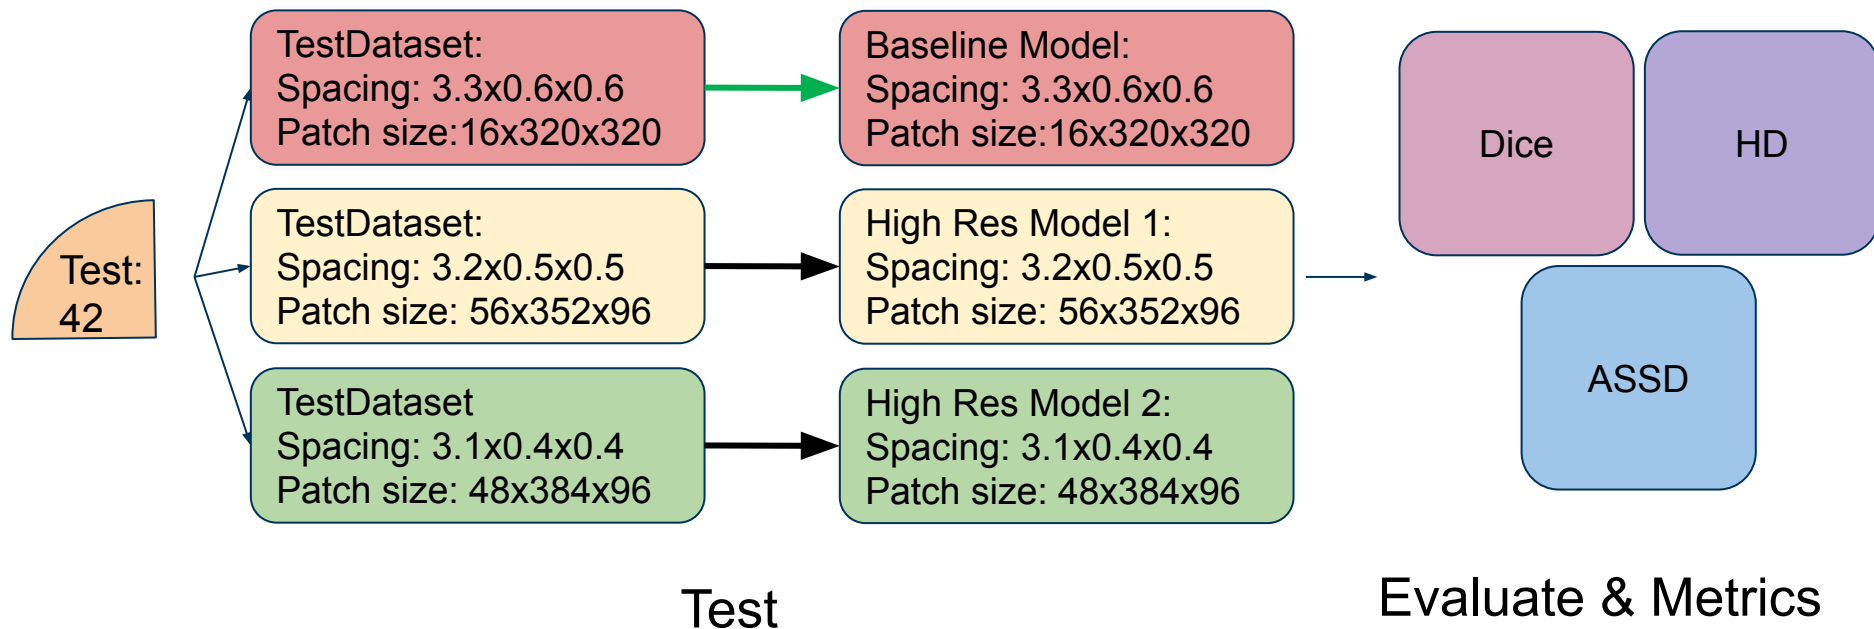 Test:
42
TestDataset:
Spacing: 3.3x0.6x0.6
Patch size:16x320x320
Baseline Model:
Spacing: 3.3x0.6x0.6
Patch size:16x320x320
TestDataset:
Spacing: 3.2x0.5x0.5
Patch size: 56x352x96
High Res Model 1:
Spacing: 3.2x0.5x0.5
Patch size: 56x352x96
TestDataset
Spacing: 3.1x0.4x0.4
Patch size: 48x384x96
High Res Model 2:
Spacing: 3.1x0.4x0.4
Patch size: 48x384x96
Dice
HD
ASSD
Test
Evaluate & Metrics